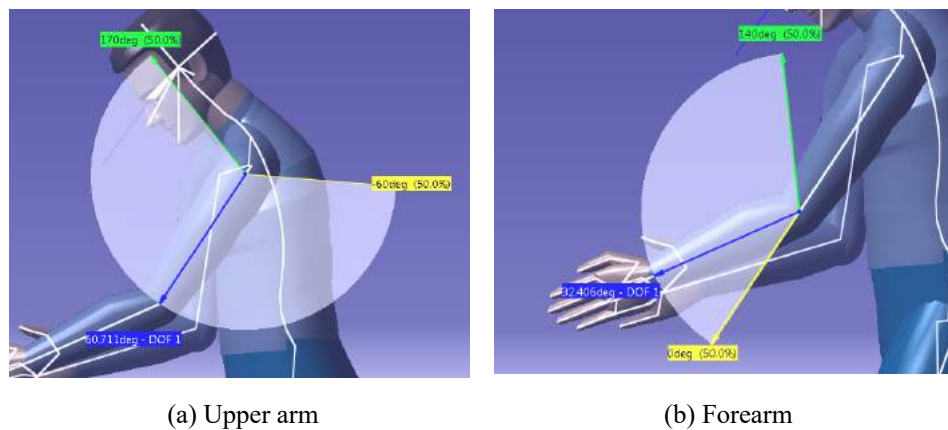 170deg (50.0%)
-60deg (50.0%)
60.711deg - DOF 1
140deg (50.0%)
32.406deg - DOF 1
0deg (50.0%)
(a) Upper arm
(b) Forearm